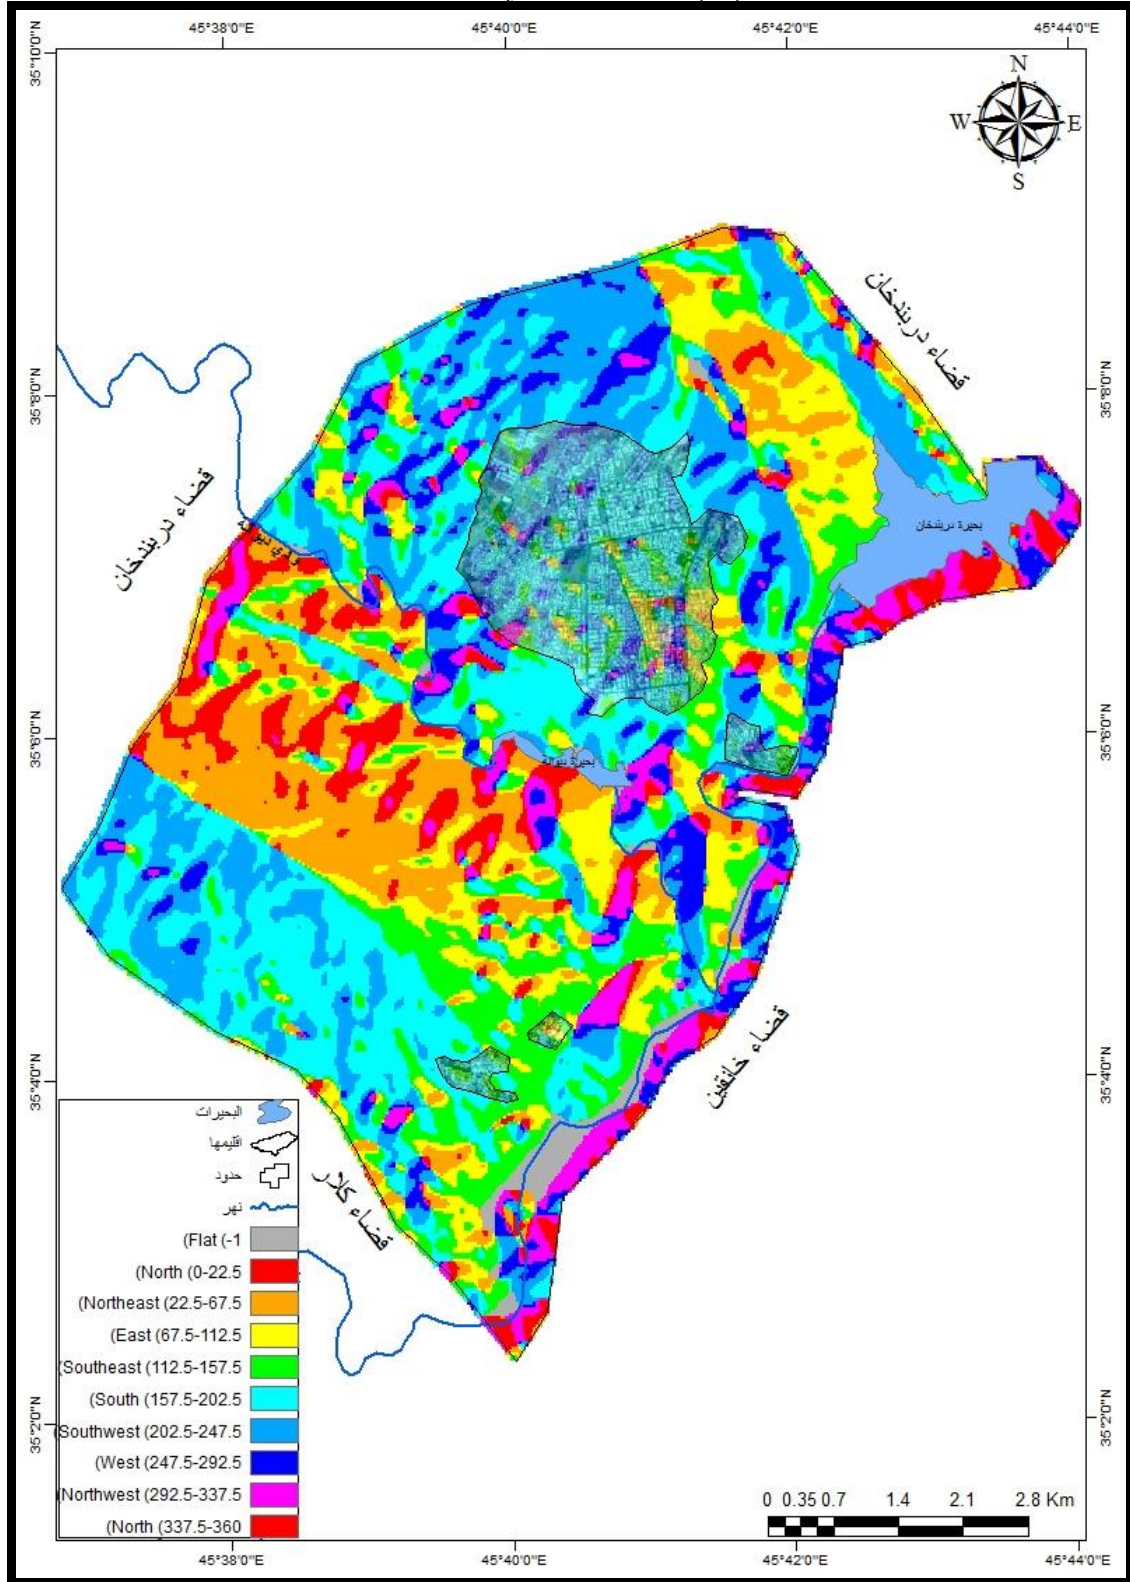 45°38'0"E 45°40'0"E 45°42'0"E 45°44'0"E
35°10'0"N
N
W E
S
قضاء دربندخان
35°8'0"N 35°8'0"N
قضاء دربندخان
بحيرة دربندخان
وادي ديوانة
35°6'0"N 35°6'0"N
بحيرة ديوانة
قضاء خانقين
35°4'0"N 35°4'0"N
قضاء كلار
البحيرات
اقليمها
حدود
نهر
(Flat (-1
(North (0-22.5
(Northeast (22.5-67.5
(East (67.5-112.5
(Southeast (112.5-157.5
(South (157.5-202.5
(Southwest (202.5-247.5
(West (247.5-292.5
(Northwest (292.5-337.5
(North (337.5-360
35°2'0"N 35°2'0"N
0 0.35 0.7 1.4 2.1 2.8 Km
45°38'0"E 45°40'0"E 45°42'0"E 45°44'0"E